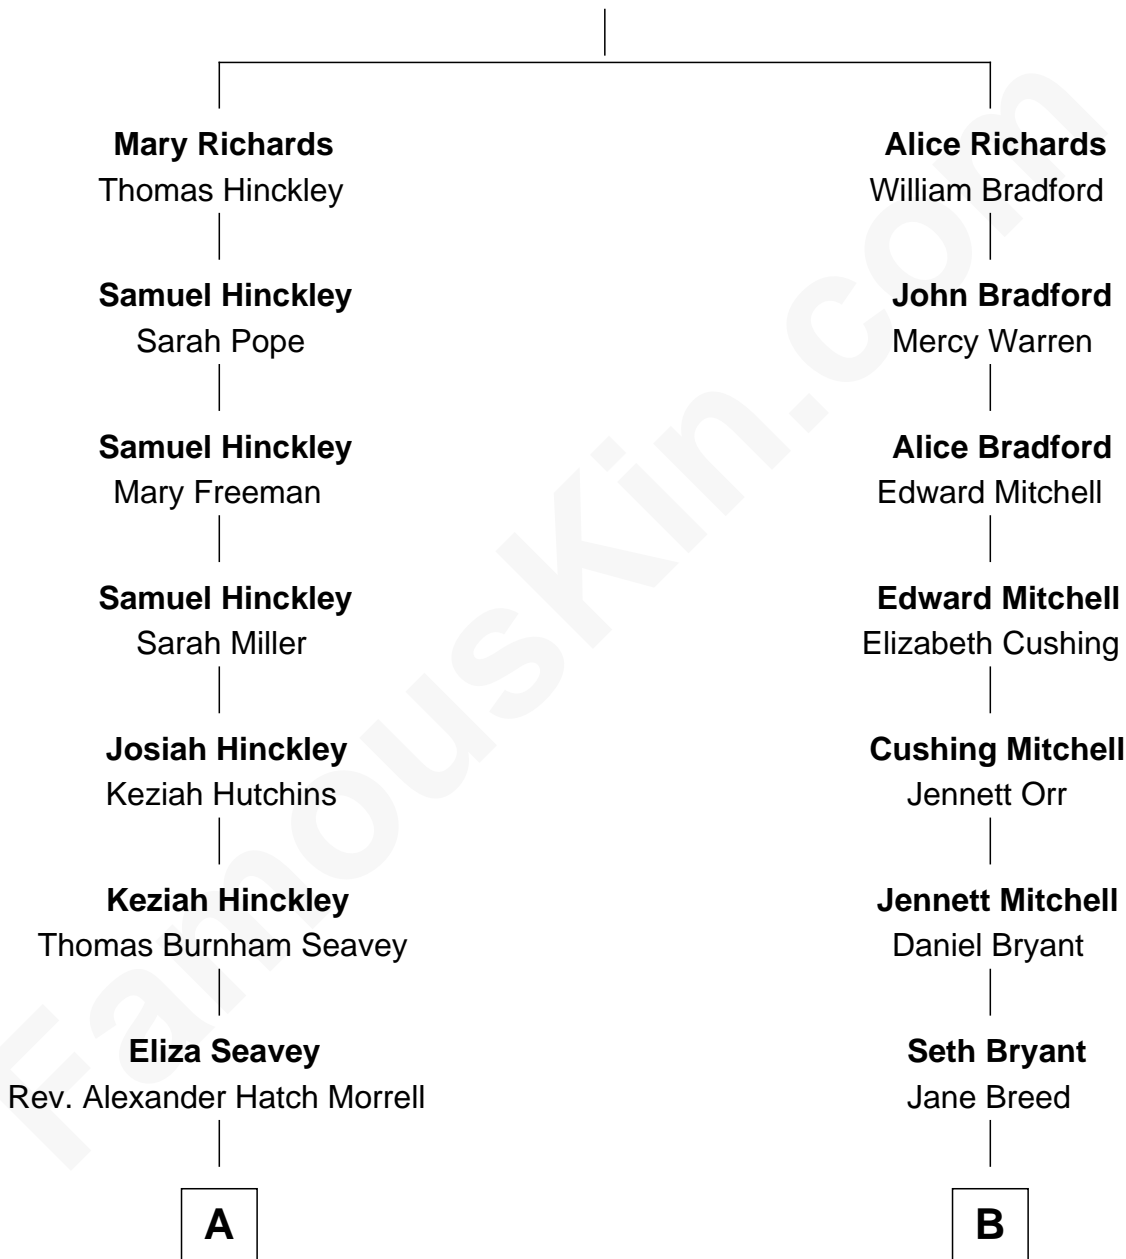 Mary Richards
Thomas Hinckley
Alice Richards
William Bradford
Samuel Hinckley
Sarah Pope
John Bradford
Mercy Warren
Samuel Hinckley
Mary Freeman
Alice Bradford
Edward Mitchell
Samuel Hinckley
Sarah Miller
Edward Mitchell
Elizabeth Cushing
Josiah Hinckley
Keziah Hutchins
Cushing Mitchell
Jennett Orr
Keziah Hinckley
Thomas Burnham Seavey
Jennett Mitchell
Daniel Bryant
Eliza Seavey
Rev. Alexander Hatch Morrell
Seth Bryant
Jane Breed
A
B
FamousKin.com